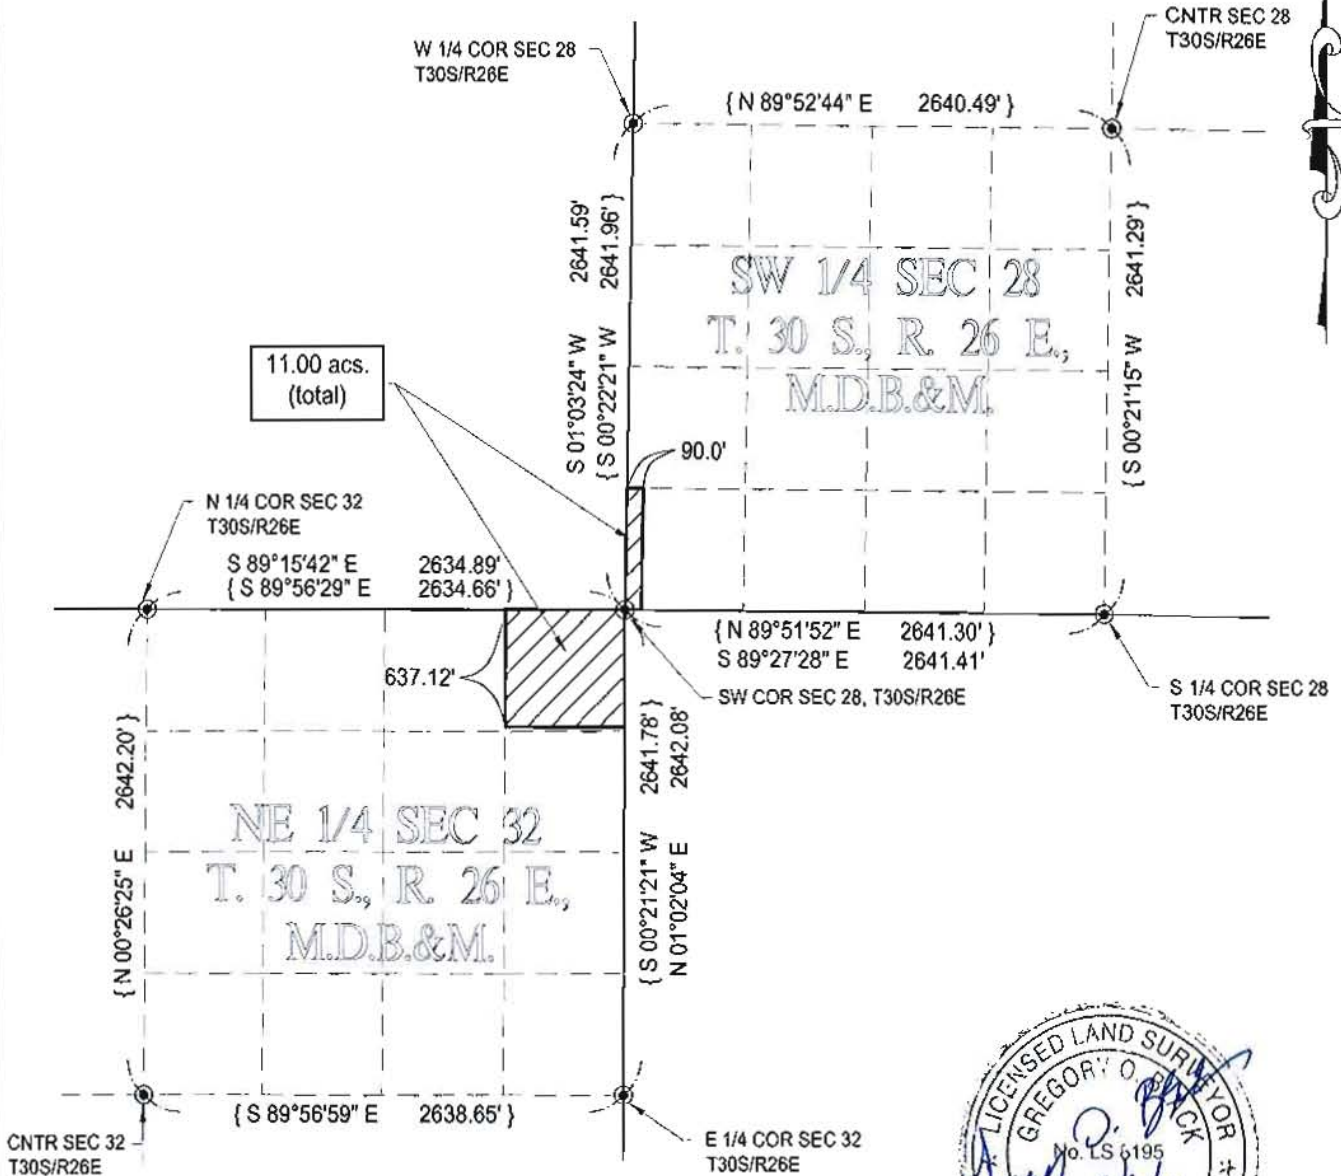 CNTR SEC 28
T30S/R26E
W 1/4 COR SEC 28
T30S/R26E
{ N 89°52'44" E 2640.49' }
S 01°03'24" W 2641.59'
{ S 00°22'21" W 2641.96' }
{ S 00°21'15" W 2641.29' }
SW 1/4 SEC 28
T. 30 S., R. 26 E.,
M.D.B.&M.
11.00 acs.
(total)
90.0'
N 1/4 COR SEC 32
T30S/R26E
S 89°15'42" E 2634.89'
{ S 89°56'29" E 2634.66' }
{ N 89°51'52" E 2641.30' }
S 89°27'28" E 2641.41'
637.12'
SW COR SEC 28, T30S/R26E
S 1/4 COR SEC 28
T30S/R26E
{ N 00°26'25" E 2642.20' }
{ S 00°21'21" W 2641.78' }
N 01°02'04" E 2642.08'
NE 1/4 SEC 32
T. 30 S., R. 26 E.,
M.D.B.&M.
{ S 89°56'59" E 2638.65' }
CNTR SEC 32
T30S/R26E
E 1/4 COR SEC 32
T30S/R26E
LICENSED LAND SURVEYOR
GREGORY O.
No. LS 6195